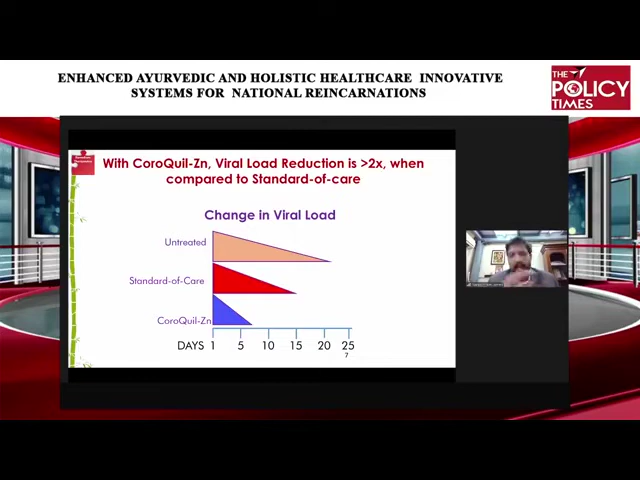 ENHANCED AYURVEDIC AND HOLISTIC HEALTHCARE INNOVATIVE
SYSTEMS FOR NATIONAL REINCARNATIONS
THE
POLICY
TIMES
With CoroQuil-Zn, Viral Load Reduction is >2x, when
compared to Standard-of-care
Change in Viral Load
Untreated
Standard-of-Care
CoroQuil-Zn
DAYS 1 5 10 15 20 25
7